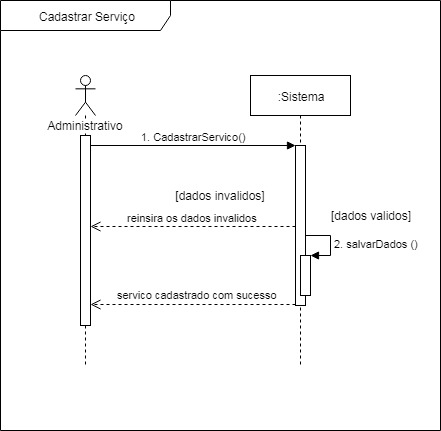 Cadastrar Serviço
:Sistema
Administrativo
1. CadastrarServico()
[dados invalidos]
[dados validos]
reinsira os dados invalidos
2. salvarDados ()
servico cadastrado com sucesso